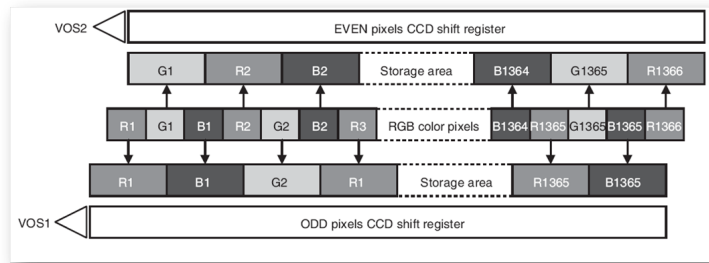 VOS2
EVEN pixels CCD shift register
G1 R2 B2 Storage area B1364 G1365 R1366
R1 G1 B1 R2 G2 B2 R3 RGB color pixels B1364 R1365 G1365 B1365 R1366
R1 B1 G2 R1 Storage area R1365 B1365
VOS1
ODD pixels CCD shift register